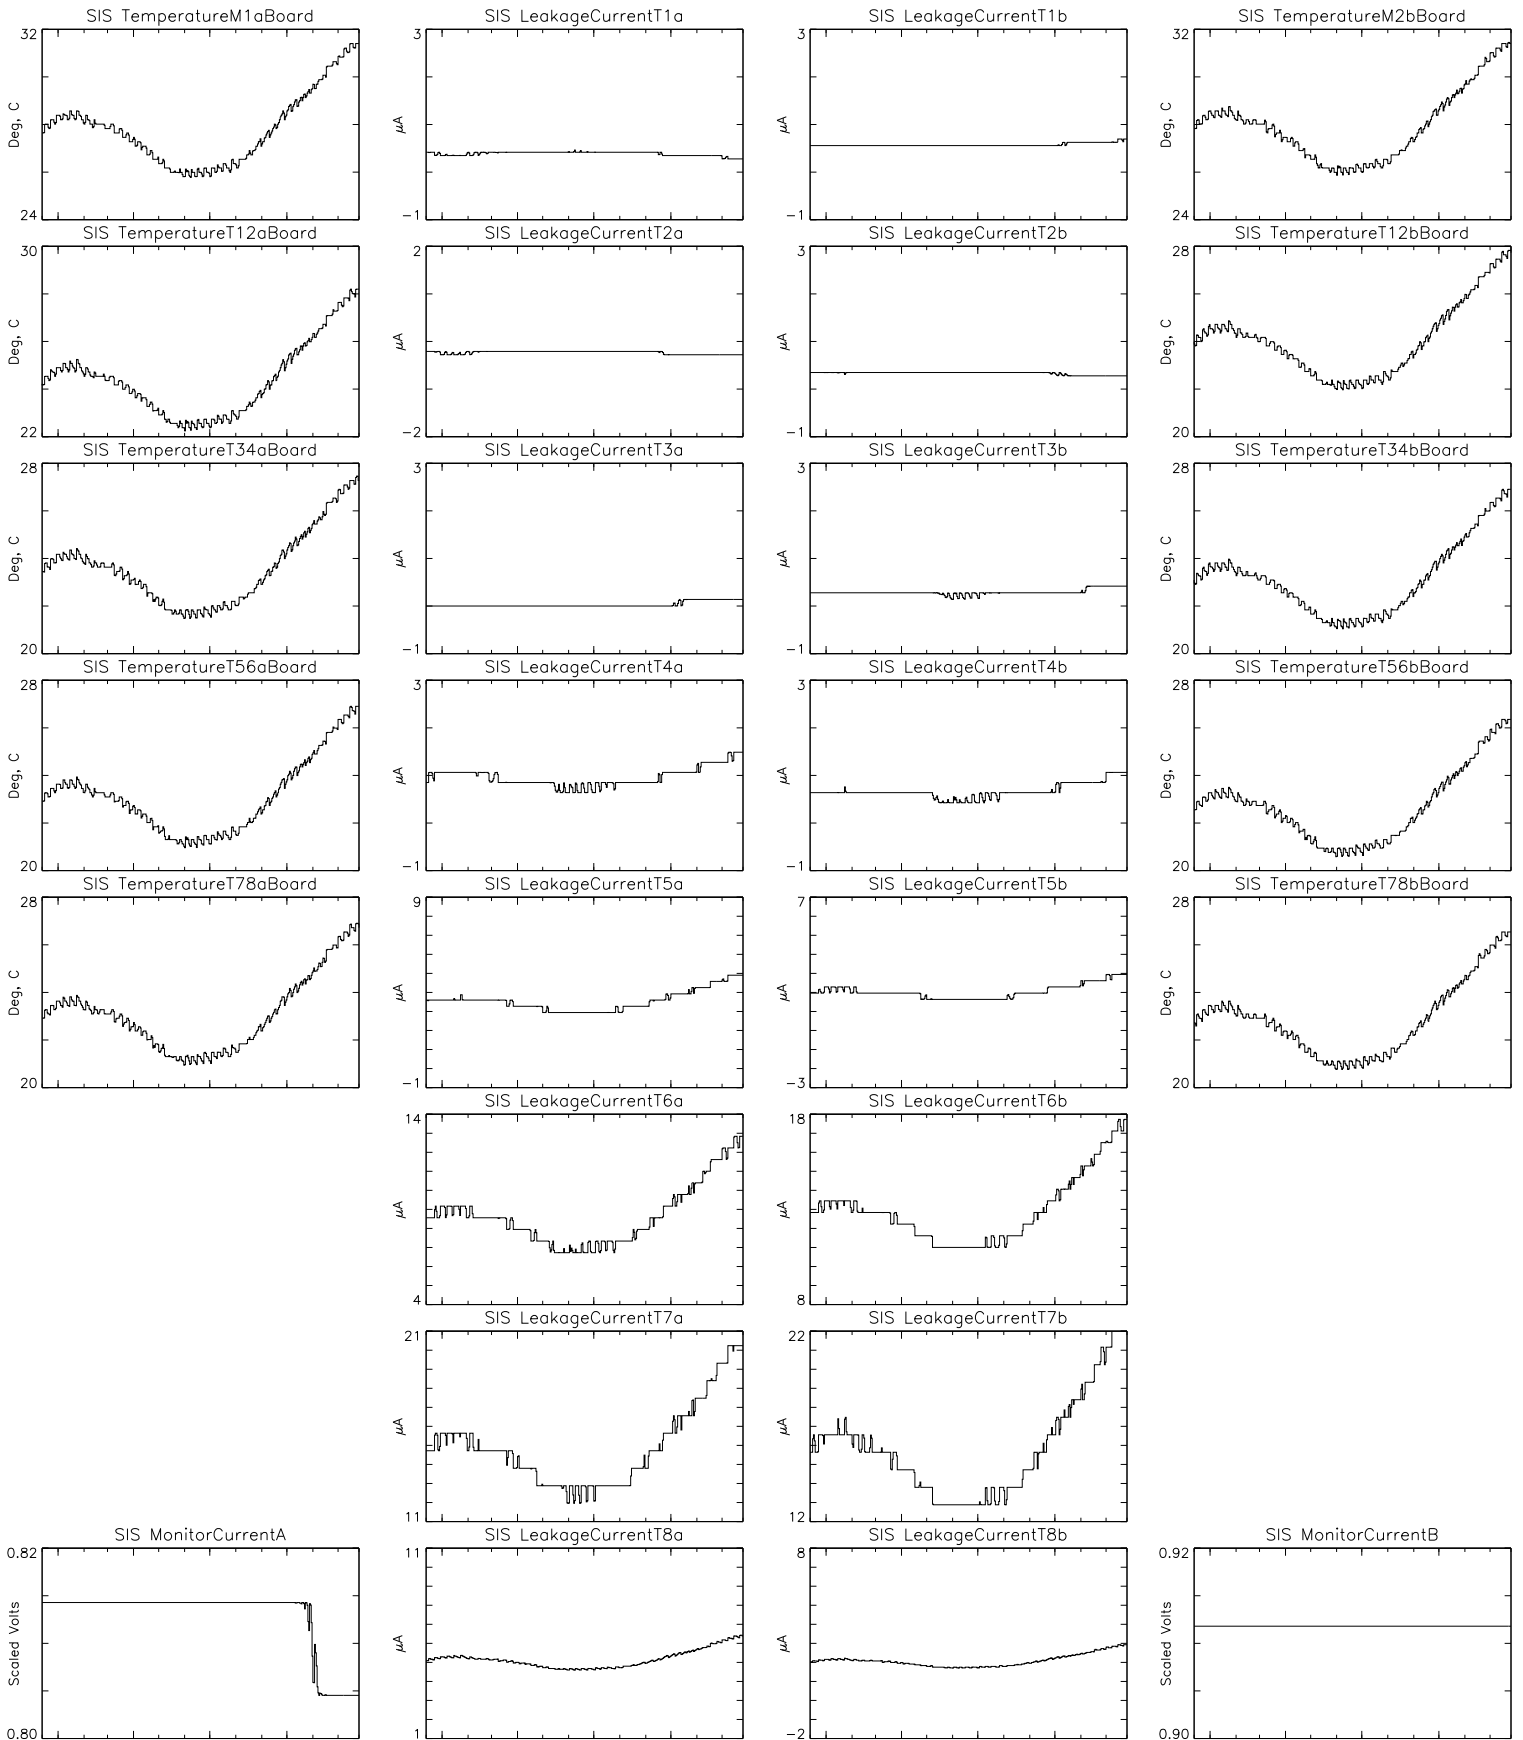 SIS TemperatureM1aBoard
32
Deg, C
24
SIS LeakageCurrentT1a
3
μA
−1
SIS LeakageCurrentT1b
3
μA
−1
SIS TemperatureM2bBoard
32
Deg, C
24
SIS TemperatureT12aBoard
30
Deg, C
22
SIS LeakageCurrentT2a
2
μA
−2
SIS LeakageCurrentT2b
3
μA
−1
SIS TemperatureT12bBoard
28
Deg, C
20
SIS TemperatureT34aBoard
28
Deg, C
20
SIS LeakageCurrentT3a
3
μA
−1
SIS LeakageCurrentT3b
3
μA
−1
SIS TemperatureT34bBoard
28
Deg, C
20
SIS TemperatureT56aBoard
28
Deg, C
20
SIS LeakageCurrentT4a
3
μA
−1
SIS LeakageCurrentT4b
3
μA
−1
SIS TemperatureT56bBoard
28
Deg, C
20
SIS TemperatureT78aBoard
28
Deg, C
20
SIS LeakageCurrentT5a
9
μA
−1
SIS LeakageCurrentT5b
7
μA
−3
SIS TemperatureT78bBoard
28
Deg, C
20
SIS LeakageCurrentT6a
14
μA
4
SIS LeakageCurrentT6b
18
μA
8
SIS LeakageCurrentT7a
21
μA
11
SIS LeakageCurrentT7b
22
μA
12
SIS MonitorCurrentA
0.82
Scaled Volts
0.80
SIS LeakageCurrentT8a
11
μA
1
SIS LeakageCurrentT8b
8
μA
−2
SIS MonitorCurrentB
0.92
Scaled Volts
0.90